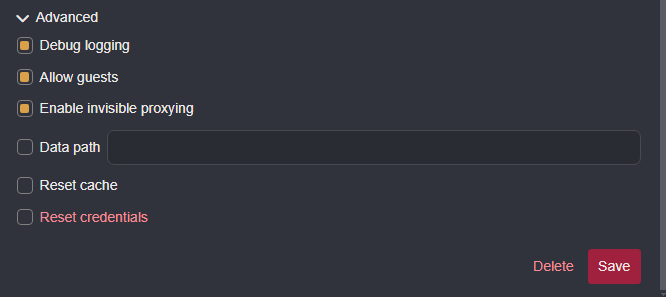 Advanced
Debug logging
Allow guests
Enable invisible proxying
Data path
Reset cache
Reset credentials
Delete Save